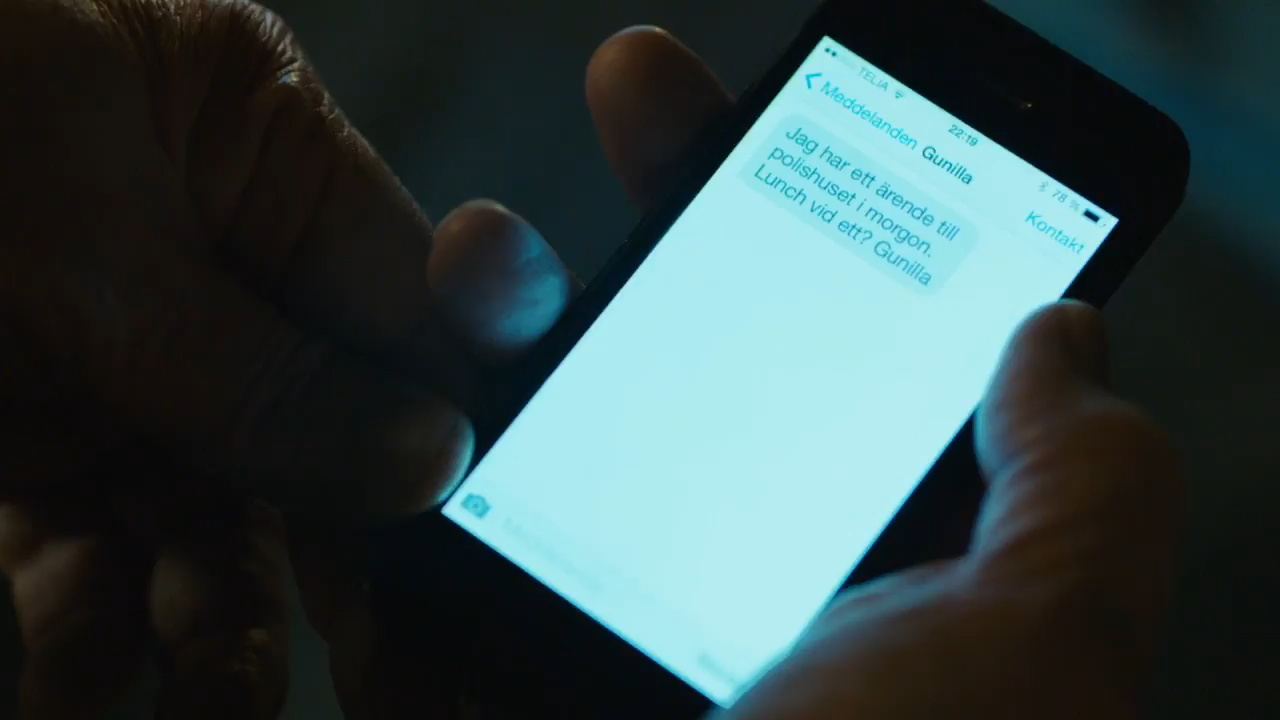 TELIA 22:19 78 %
Meddelanden Gunilla Kontakt
Jag har ett ärende till
polishuset i morgon.
Lunch vid ett? Gunilla